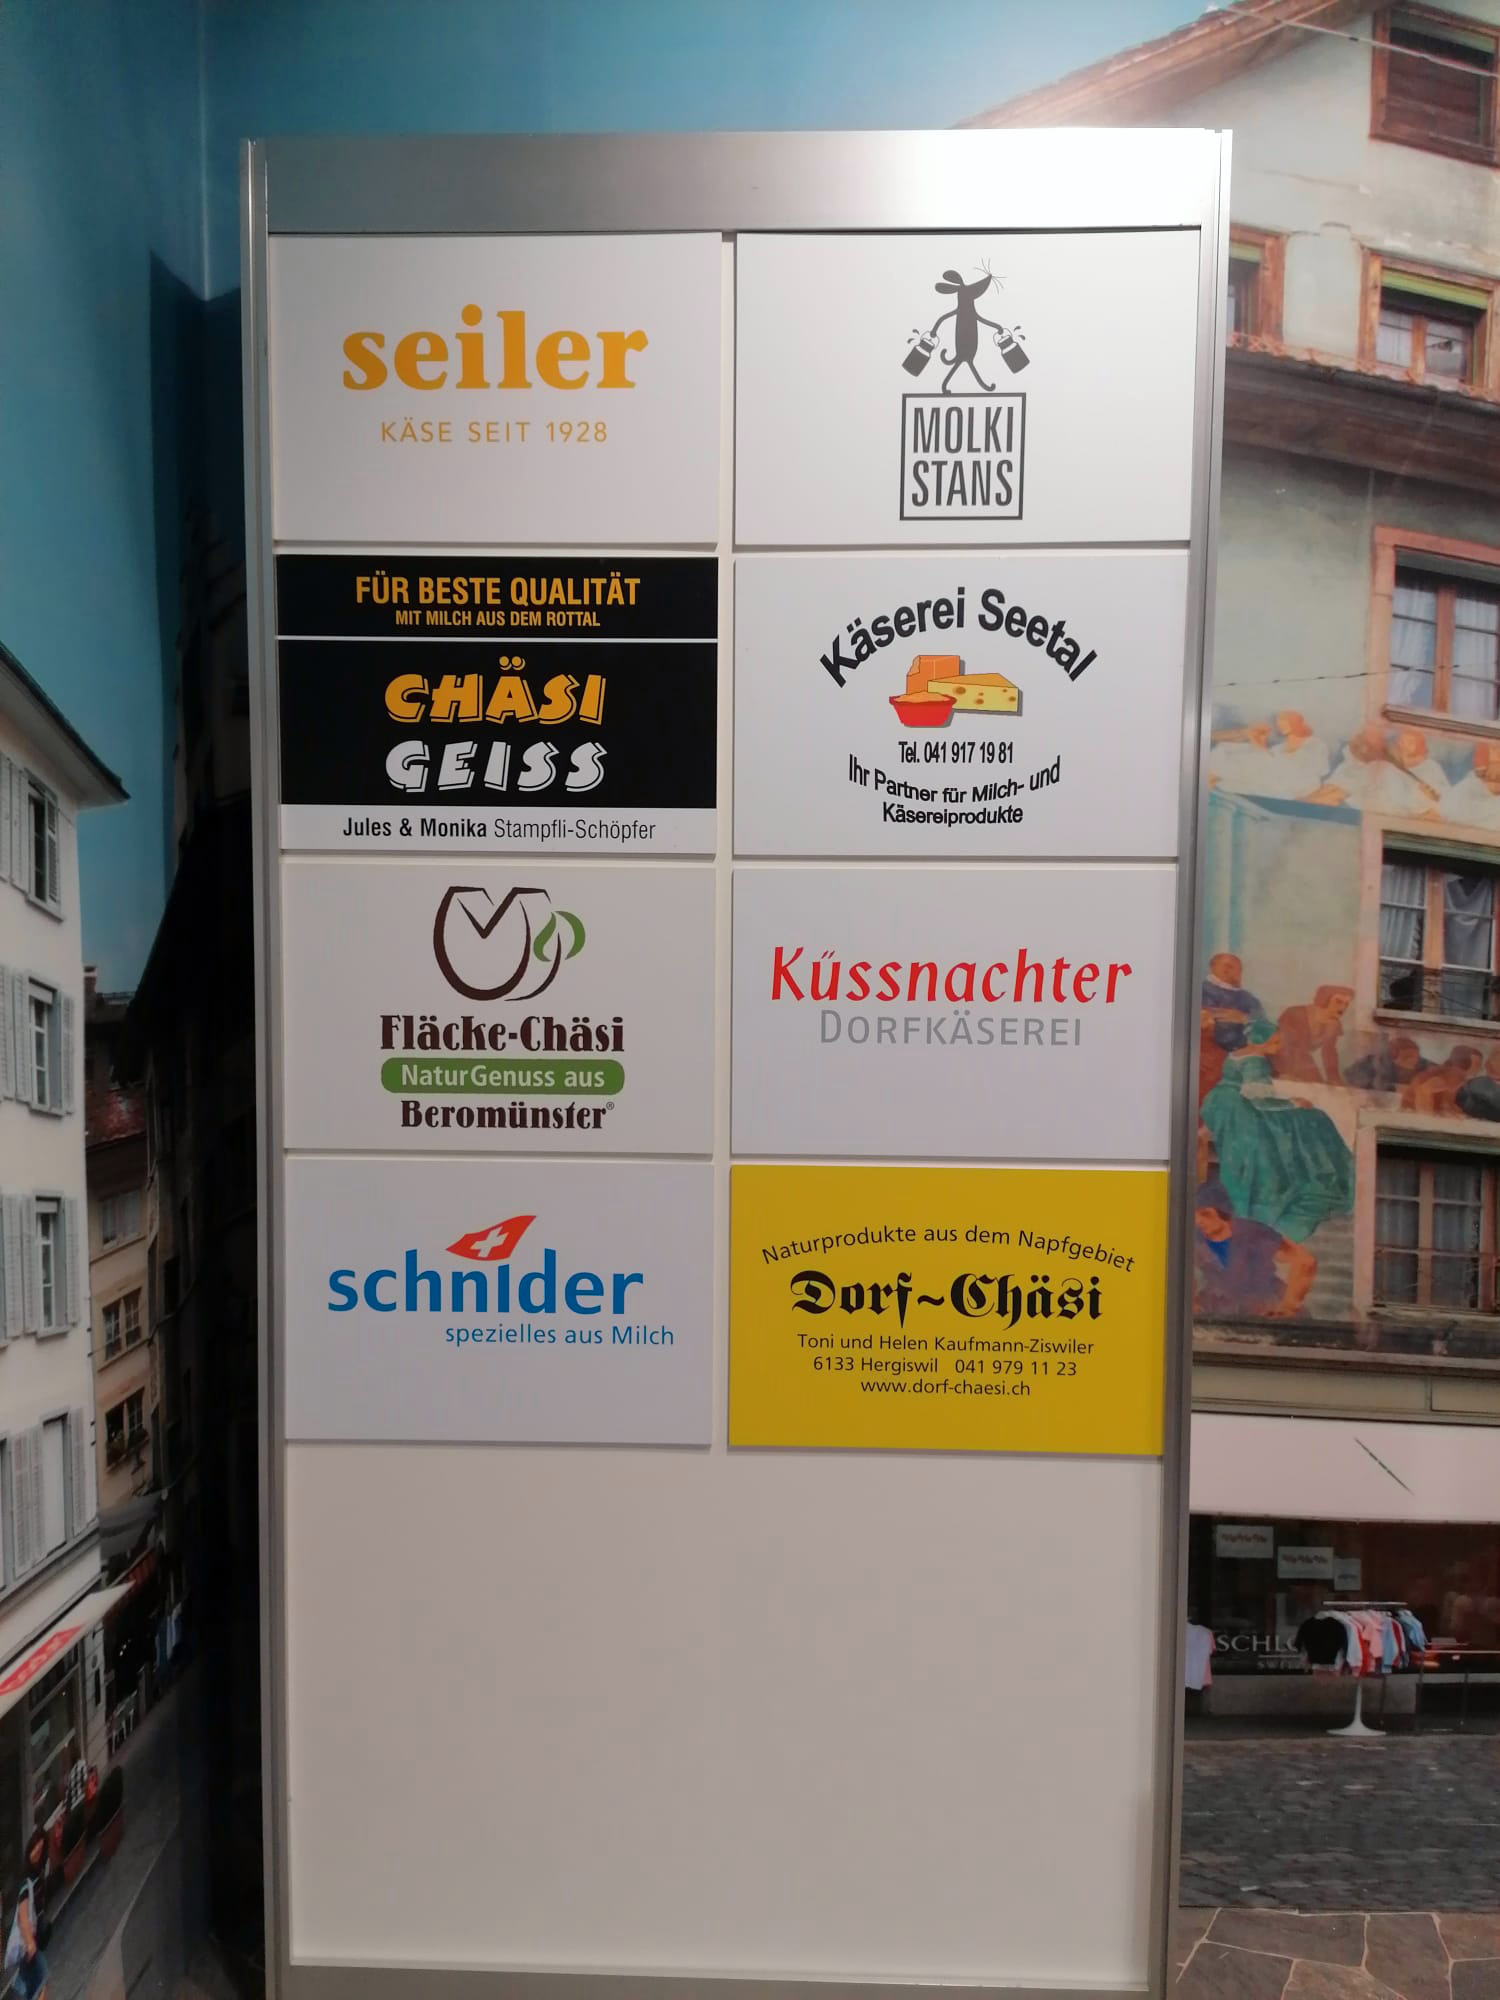 seiler
KÄSE SEIT 1928
MOLKI
STANS
FÜR BESTE QUALITÄT
MIT MILCH AUS DEM ROTTAL
CHÄSI
GEISS
Jules & Monika Stampfli-Schöpfer
Käserei Seetal
Tel. 041 917 19 81
Ihr Partner für Milch- und
Käsereiprodukte
Fläcke-Chäsi
NaturGenuss aus
Beromünster®
Küssnachter
DORFKÄSEREI
schnider
spezielles aus Milch
Naturprodukte aus dem Napfgebiet
Dorf~Chäsi
Toni und Helen Kaufmann-Ziswiler
6133 Hergiswil 041 979 11 23
www.dorf-chaesi.ch